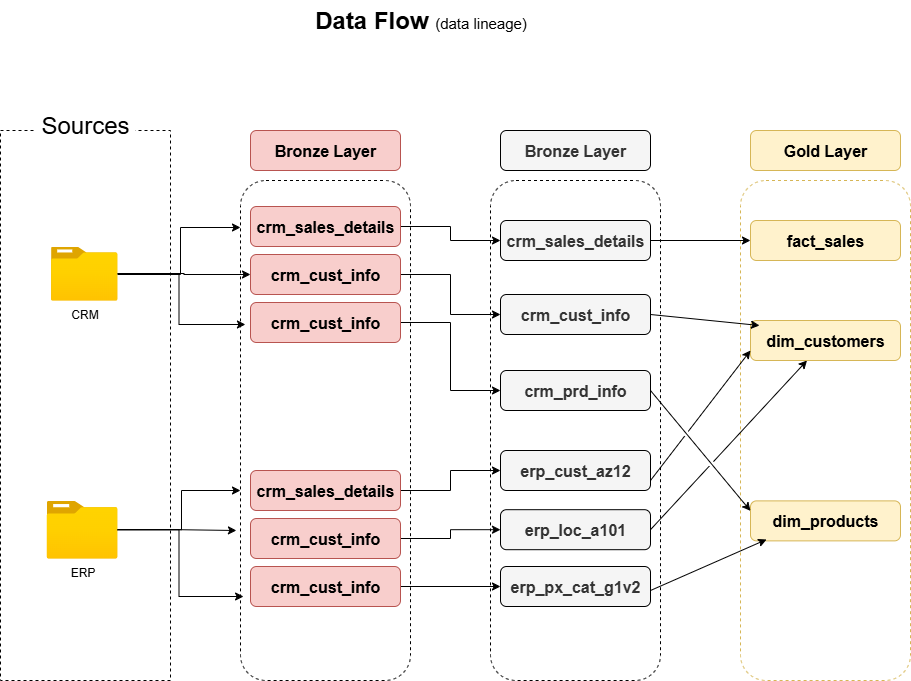 Data Flow (data lineage)
Sources
Bronze Layer
Bronze Layer
Gold Layer
CRM
ERP
crm_sales_details
crm_cust_info
crm_cust_info
crm_sales_details
crm_cust_info
crm_cust_info
crm_sales_details
crm_cust_info
crm_prd_info
erp_cust_az12
erp_loc_a101
erp_px_cat_g1v2
fact_sales
dim_customers
dim_products